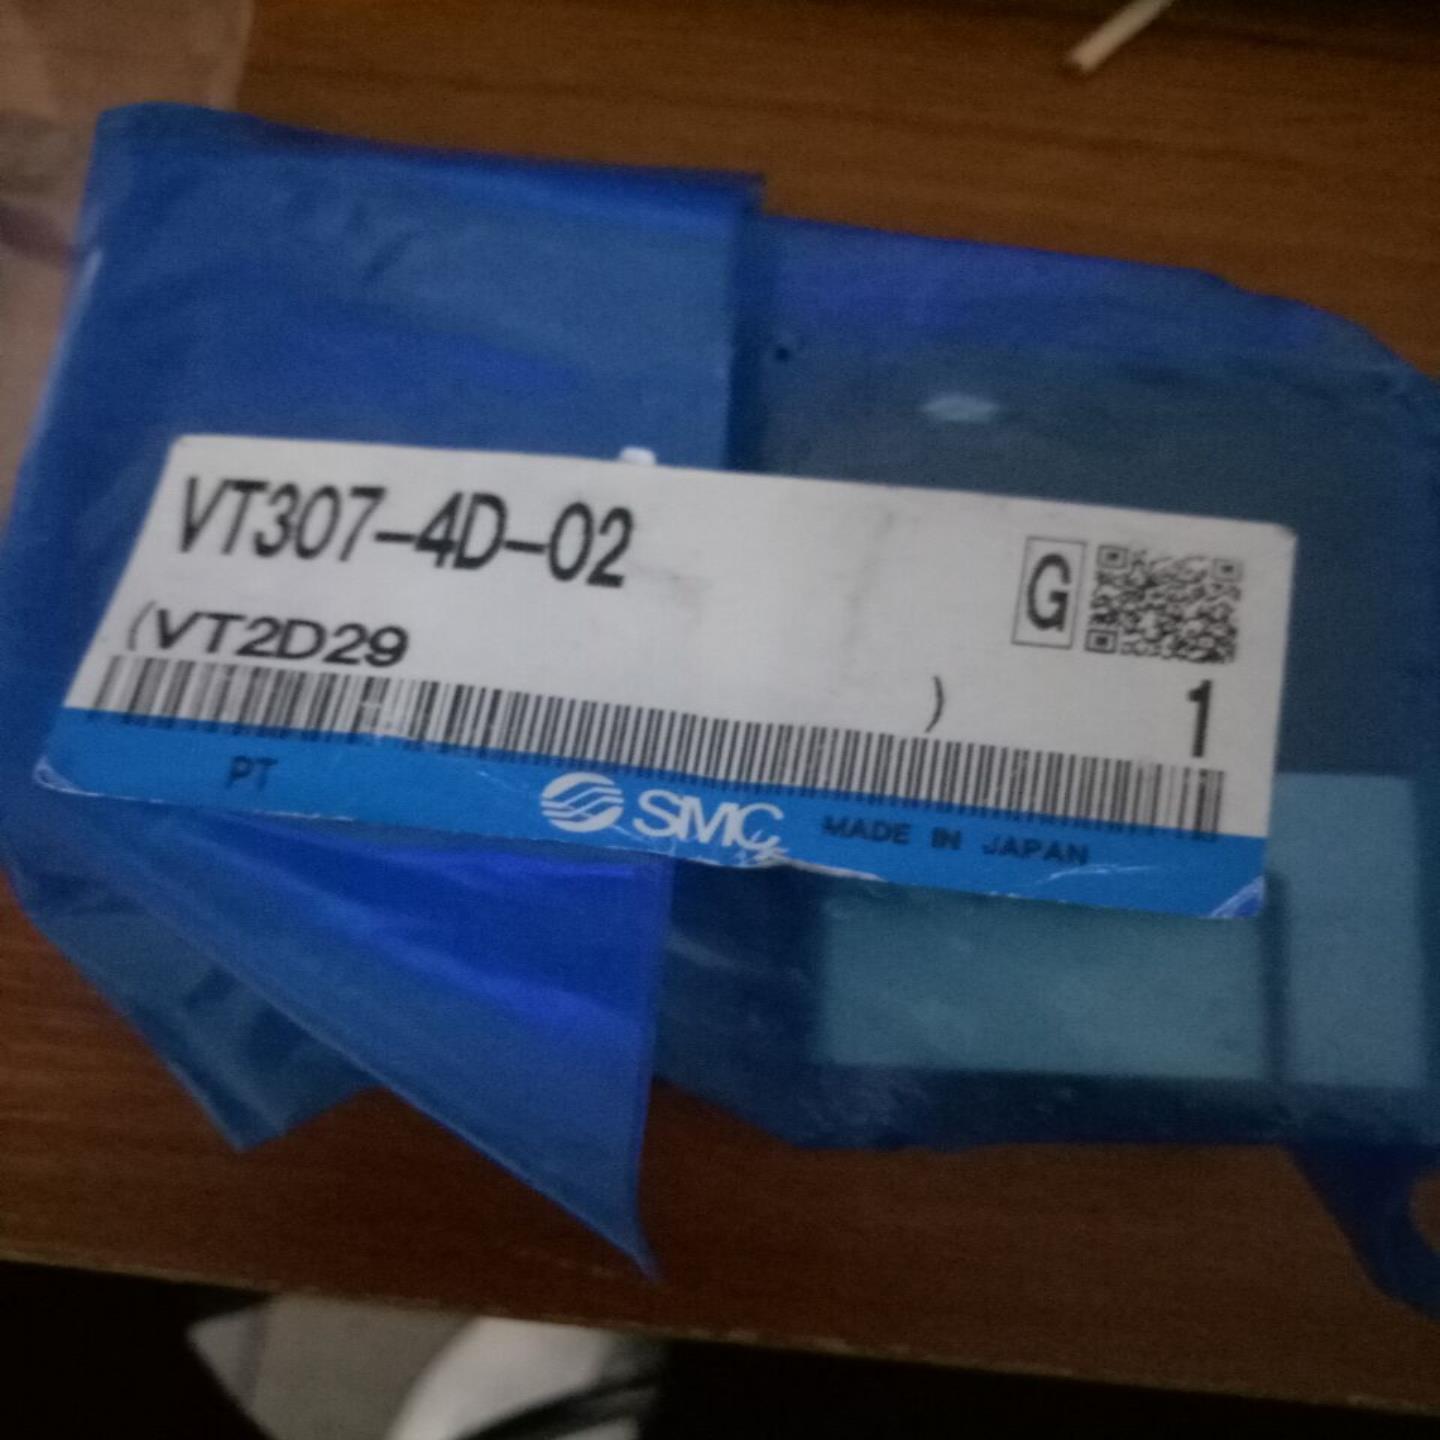 VT307-4D-02
G
(VT2D29
)
1
PT
SMC
MADE IN JAPAN